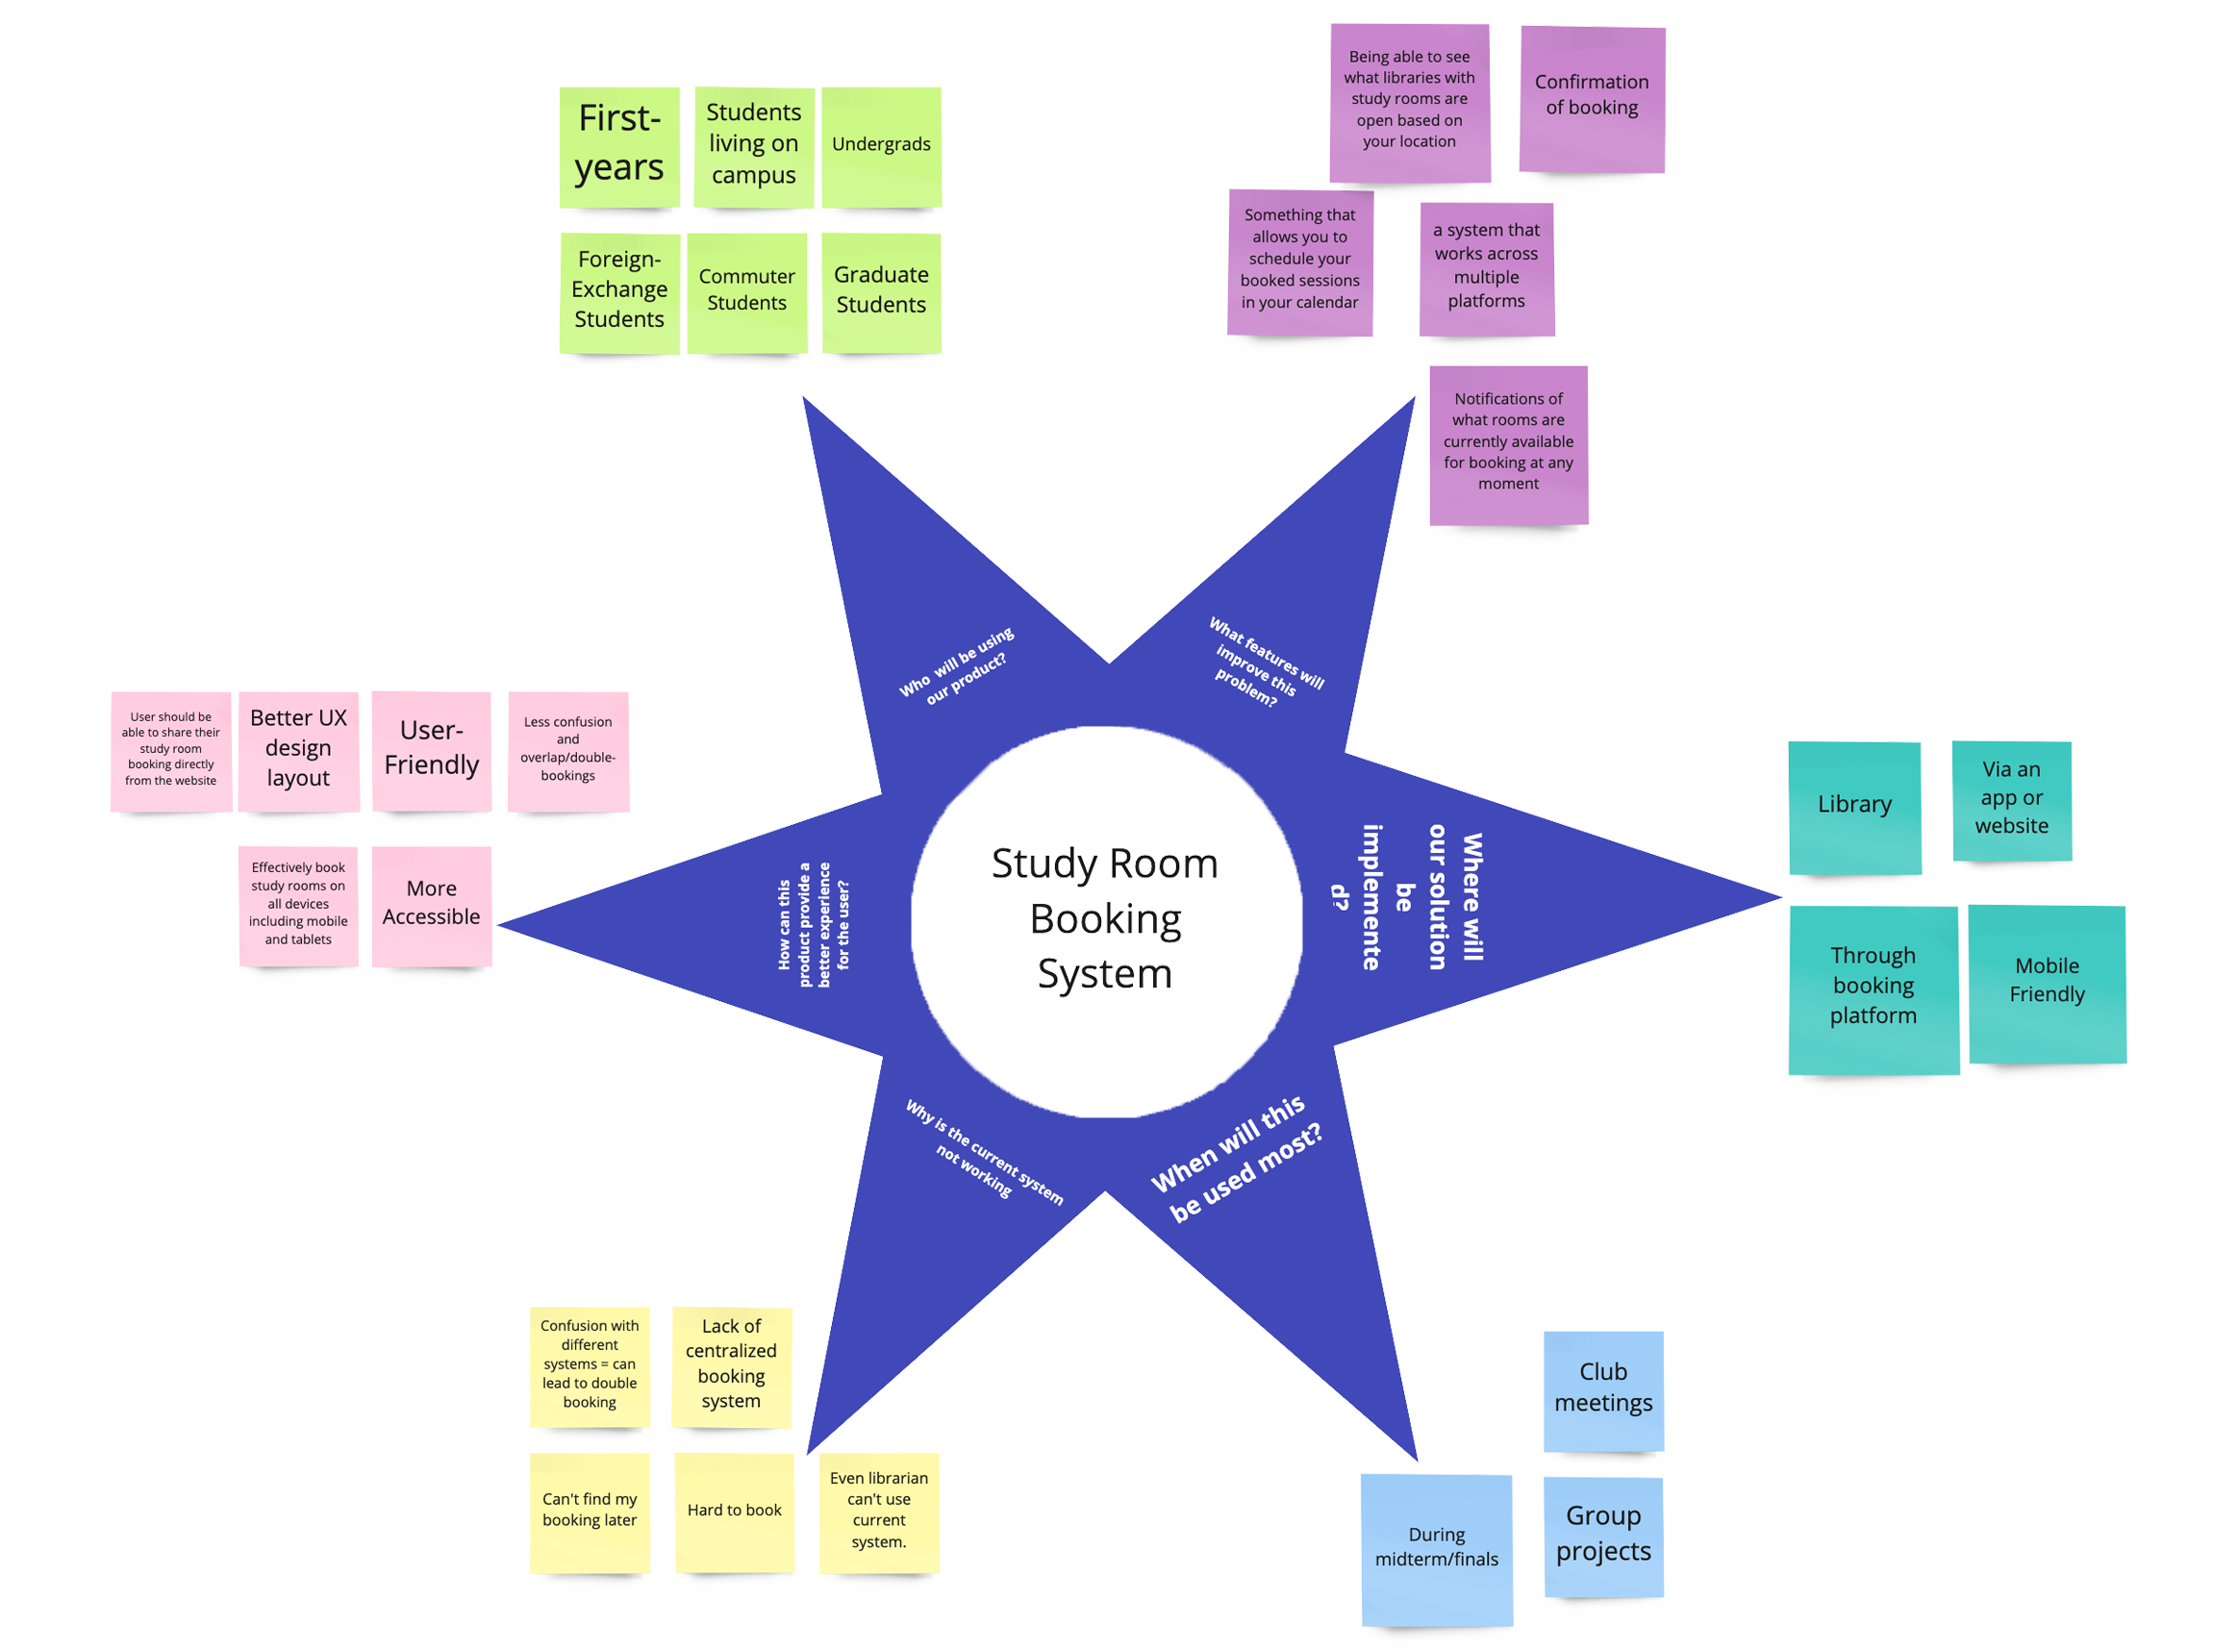 First-
years
Students
living on
campus
Undergrads
Foreign-
Exchange
Students
Commuter
Students
Graduate
Students
Being able to see
what libraries with
study rooms are
open based on
your location
Confirmation
of booking
Something that
allows you to
schedule your
booked sessions
in your calendar
a system that
works across
multiple
platforms
Notifications of
what rooms are
currently available
for booking at any
moment
Who will be using
our product?
What features will
improve this
problem?
User should be
able to share their
study room
booking directly
from the website
Better UX
design
layout
User-
Friendly
Less confusion
and
overlap/double-
bookings
Effectively book
study rooms on
all devices
including mobile
and tablets
More
Accessible
How can this
product provide a
better experience
for the user?
Study Room
Booking
System
Where will
our solution
be
implemente
d?
Library
Via an
app or
website
Through
booking
platform
Mobile
Friendly
Why is the current system
not working
When will this
be used most?
Confusion with
different
systems = can
lead to double
booking
Lack of
centralized
booking
system
Can't find my
booking later
Hard to book
Even librarian
can't use
current
system.
Club
meetings
During
midterm/finals
Group
projects